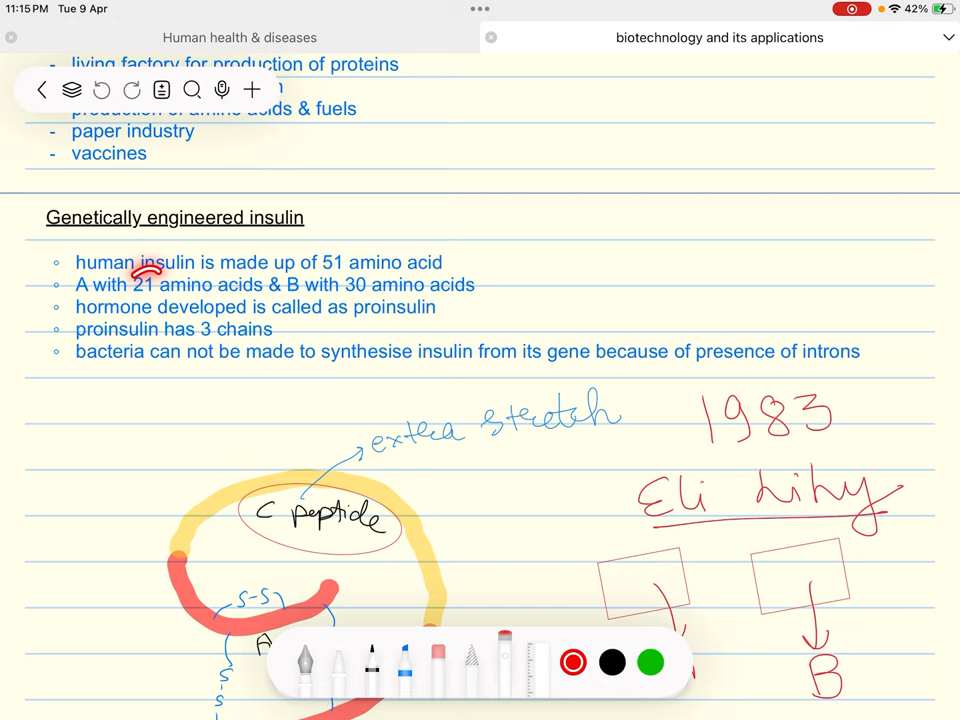 11:15 PM Tue 9 Apr
42%
Human health & diseases
biotechnology and its applications
- living factory for production of proteins
production of amino acids & fuels
- paper industry
- vaccines
Genetically engineered insulin
◦ human insulin is made up of 51 amino acid
◦ A with 21 amino acids & B with 30 amino acids
◦ hormone developed is called as proinsulin
◦ proinsulin has 3 chains
◦ bacteria can not be made to synthesise insulin from its gene because of presence of introns
extra stretch
1983
Eli Lilly
C peptide
S-S
A
B
S
S